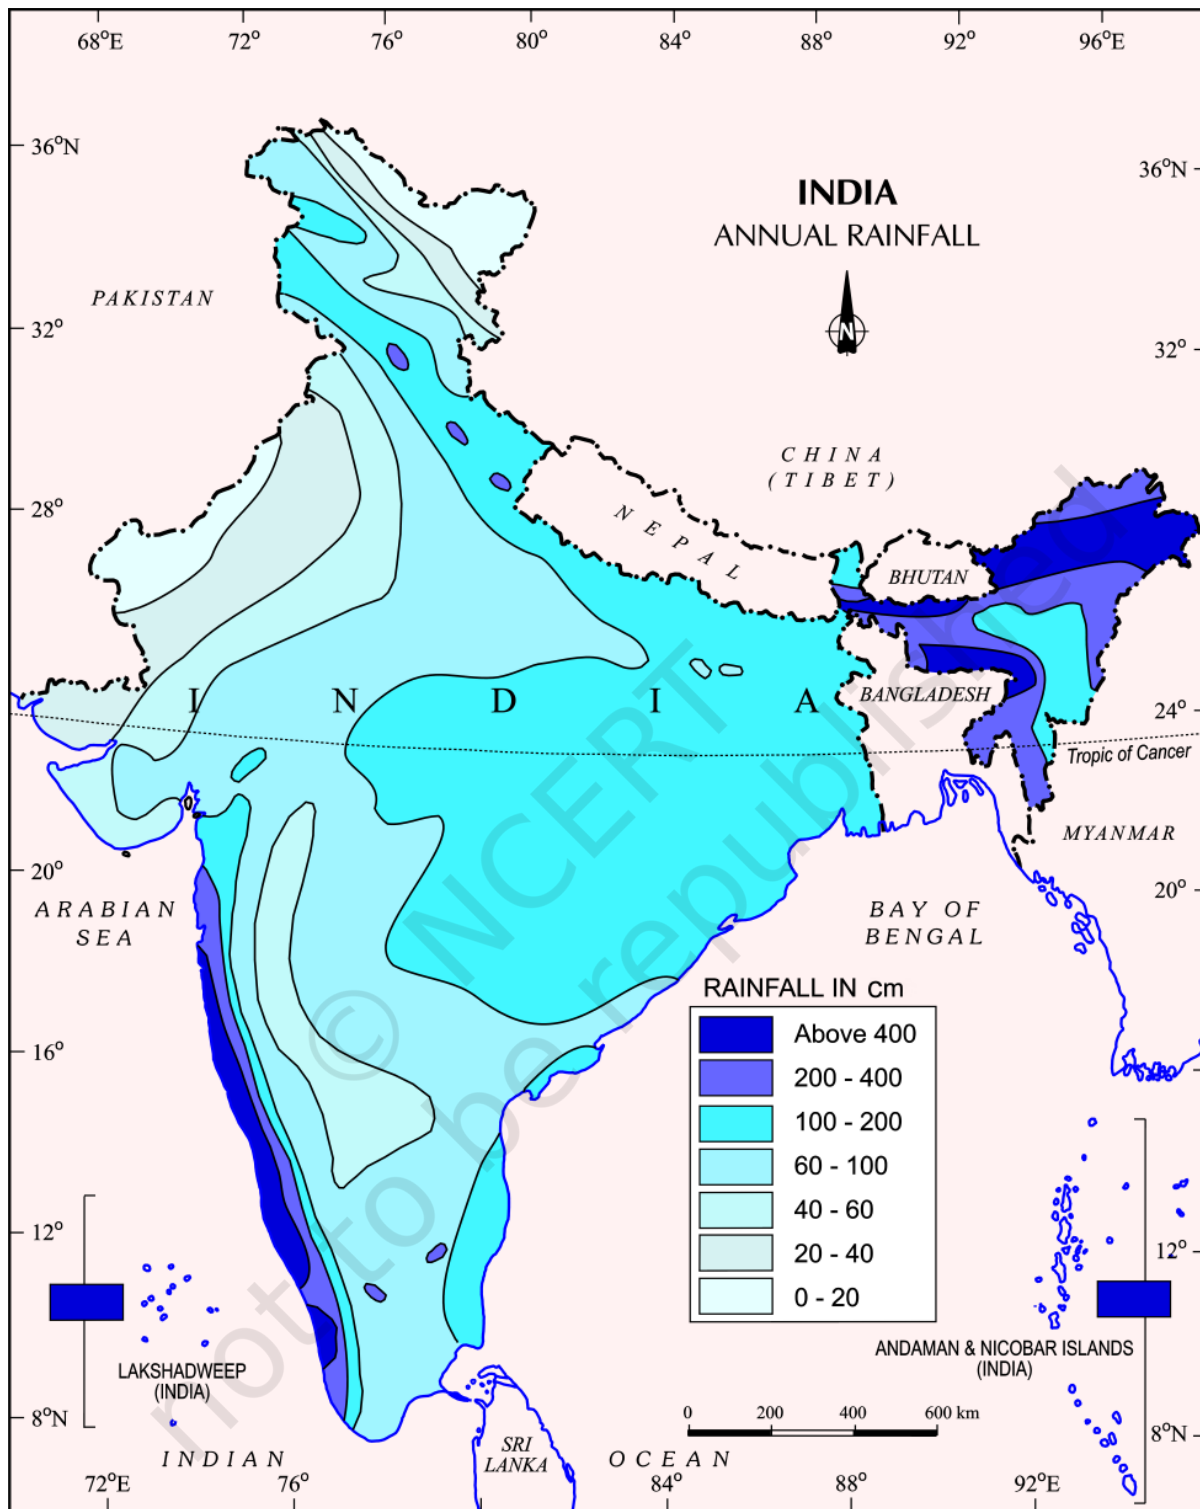 68°E 72° 76° 80° 84° 88° 92° 96°E
36°N
36°N
INDIA
ANNUAL RAINFALL
N
PAKISTAN
32°
32°
CHINA
(TIBET)
28°
NEPAL
BHUTAN
BANGLADESH
INDIA
24°
Tropic of Cancer
MYANMAR
20°
20°
ARABIAN
SEA
BAY OF
BENGAL
RAINFALL IN cm
Above 400
200 - 400
100 - 200
60 - 100
40 - 60
20 - 40
0 - 20
16°
12°
12°
LAKSHADWEEP
(INDIA)
ANDAMAN & NICOBAR ISLANDS
(INDIA)
0 200 400 600 km
8°N
8°N
SRI
LANKA
INDIAN OCEAN
72°E 76° 84° 88° 92°E
© NCERT
not to be republished